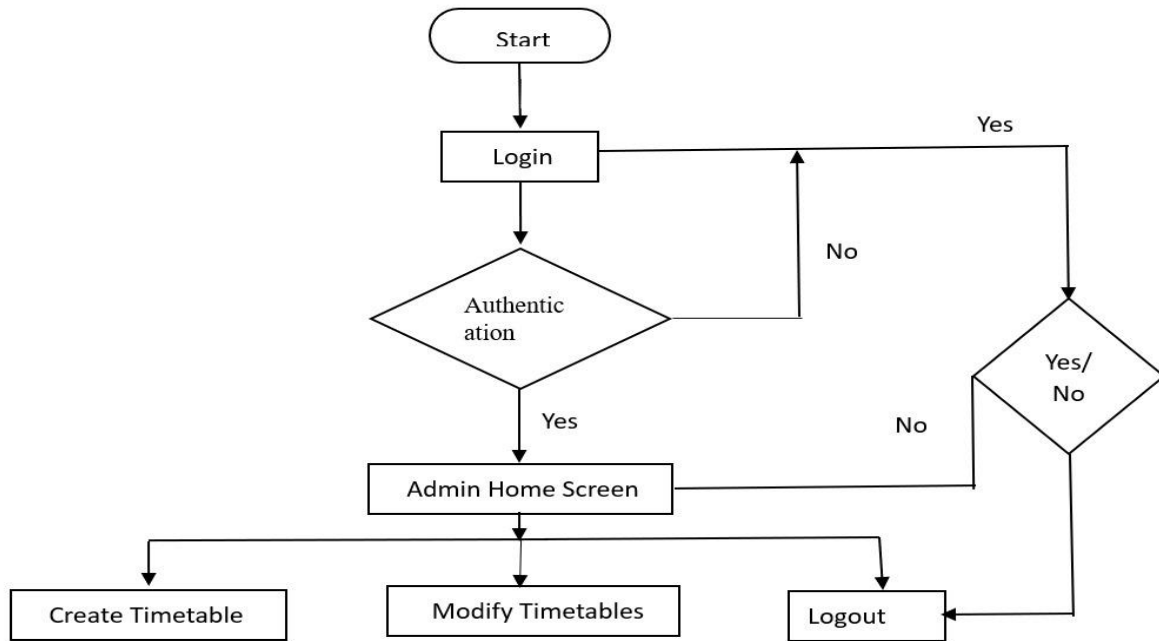 Start
Yes
Login
No
Authentic
ation
Yes/
No
Yes
No
Admin Home Screen
Create Timetable
Modify Timetables
Logout